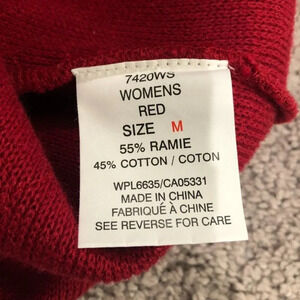 7420WS
WOMENS
RED
SIZE M
55% RAMIE
45% COTTON / COTON
WPL6635/CA05331
MADE IN CHINA
FABRIQUÉ À CHINE
SEE REVERSE FOR CARE